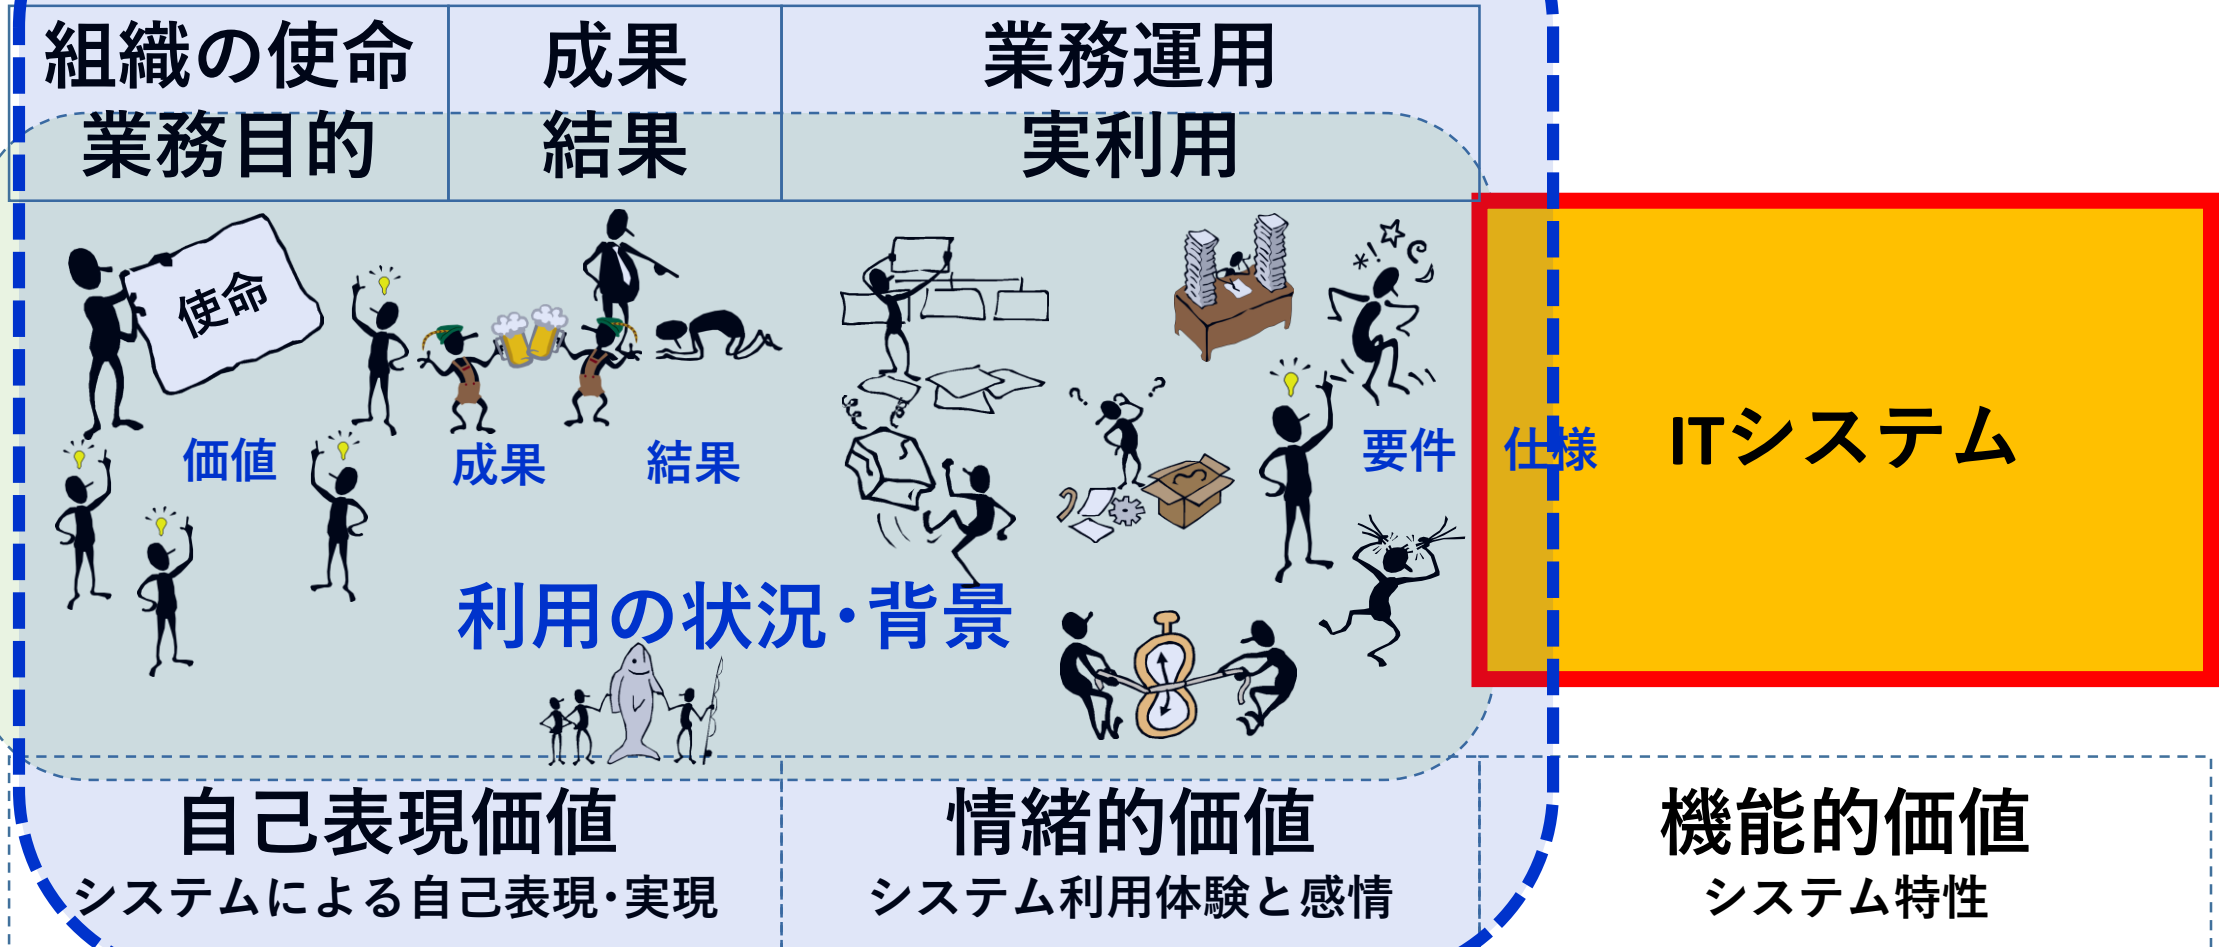 組織の使命
業務目的
成果
結果
業務運用
実利用
使命
価値
成果
結果
要件
仕様
ITシステム
利用の状況・背景
自己表現価値
システムによる自己表現・実現
情緒的価値
システム利用体験と感情
機能的価値
システム特性